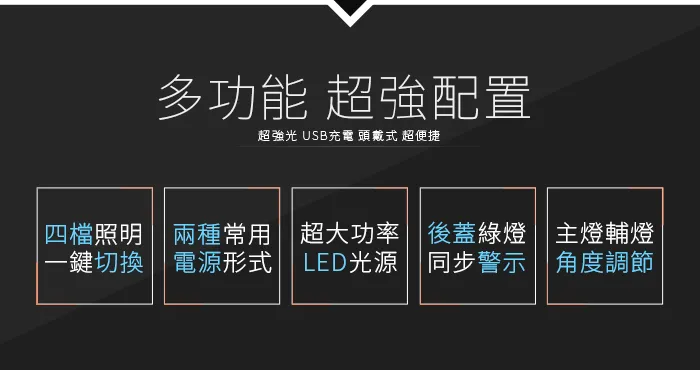 多功能 超強配置
超強光 USB充電 頭戴式 超便捷
四檔照明
一鍵切換
兩種常用
電源形式
超大功率
LED光源
後蓋綠燈
同步警示
主燈輔燈
角度調節